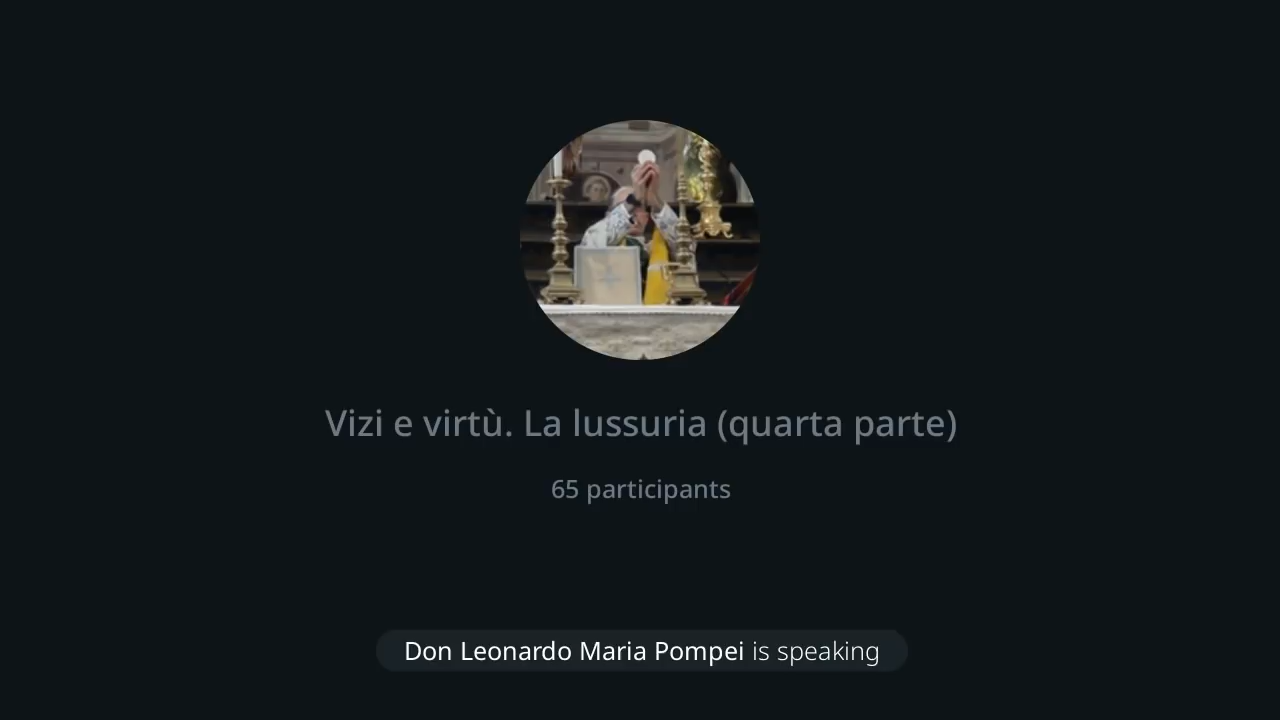 Vizi e virtù. La lussuria (quarta parte)
65 participants
Don Leonardo Maria Pompei is speaking